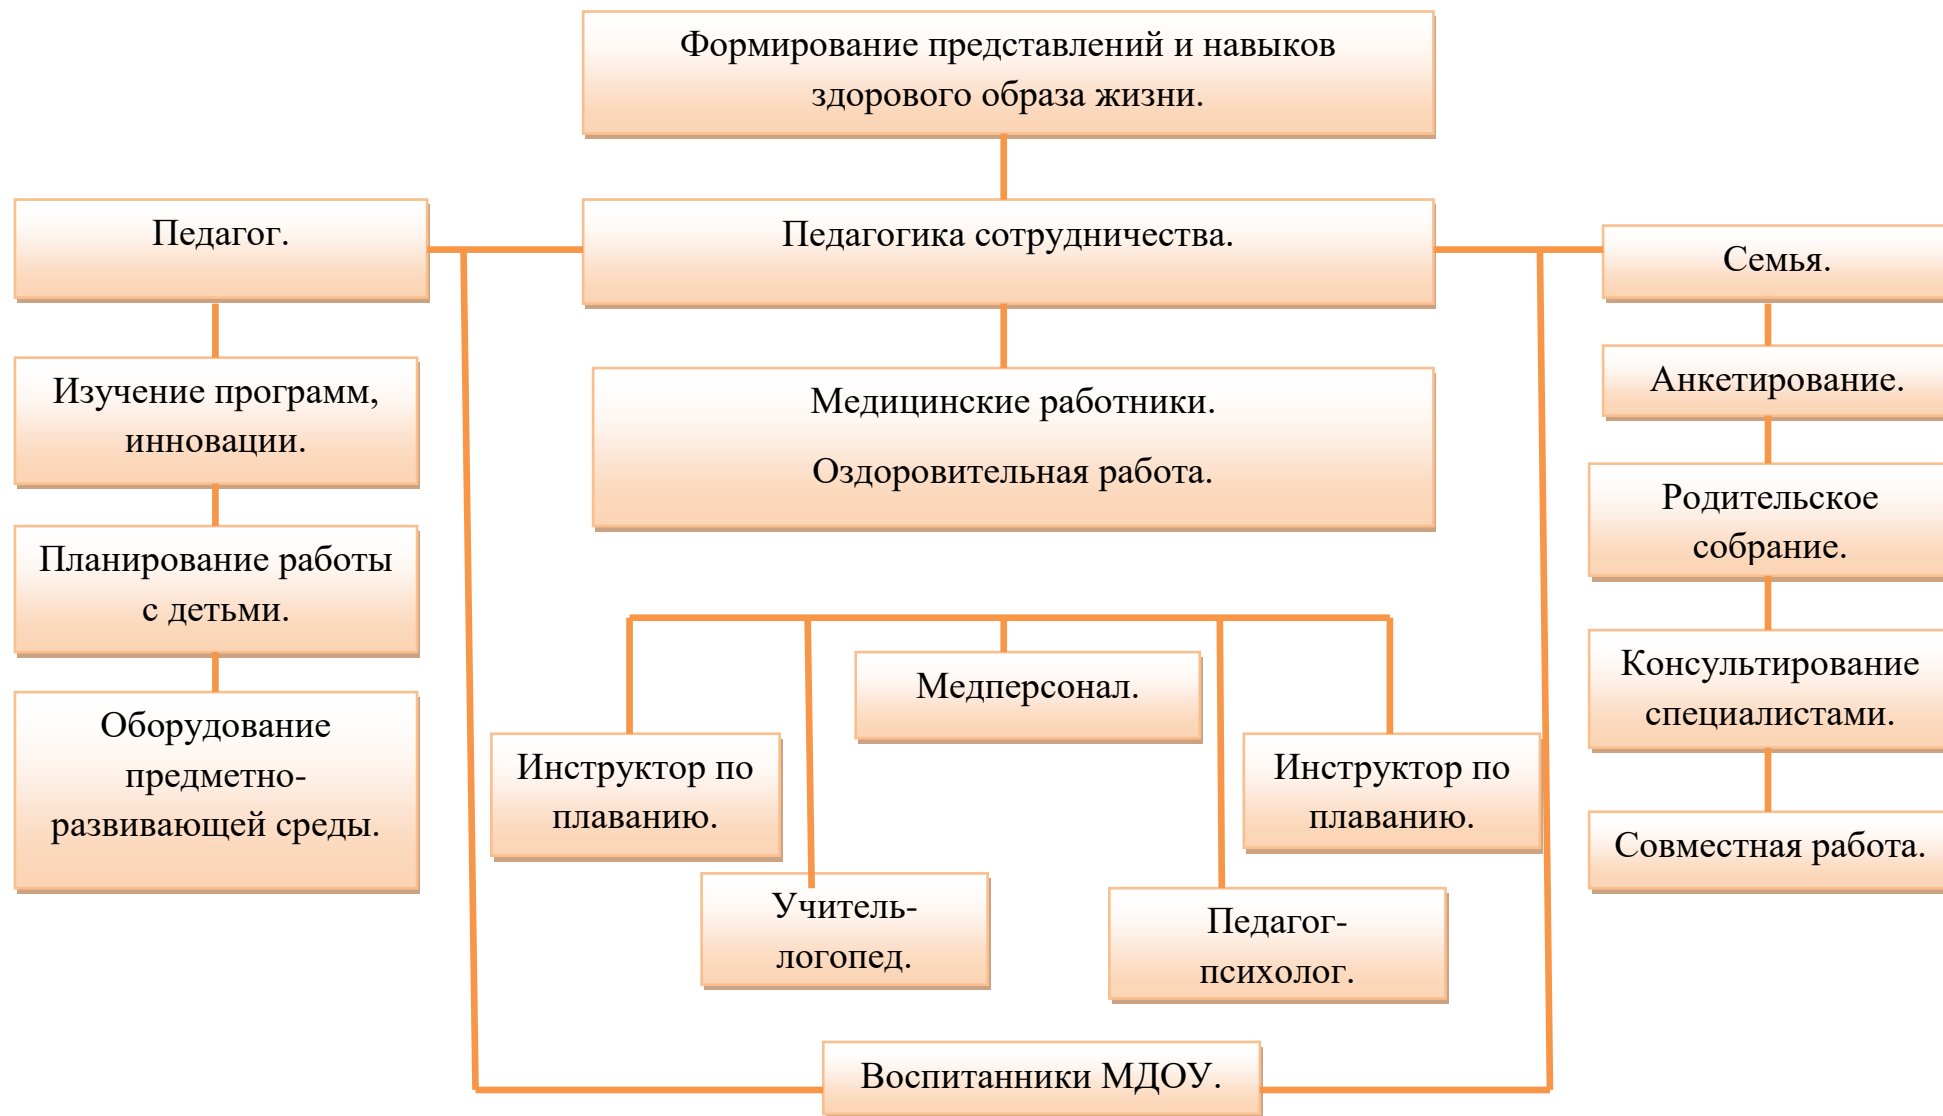 Формирование представлений и навыков
здорового образа жизни.
Педагог.
Педагогика сотрудничества.
Семья.
Изучение программ,
инновации.
Медицинские работники.
Оздоровительная работа.
Анкетирование.
Родительское
собрание.
Планирование работы
с детьми.
Консультирование
специалистами.
Оборудование
предметно-
развивающей среды.
Медперсонал.
Инструктор по
плаванию.
Инструктор по
плаванию.
Совместная работа.
Учитель-
логопед.
Педагог-
психолог.
Воспитанники МДОУ.